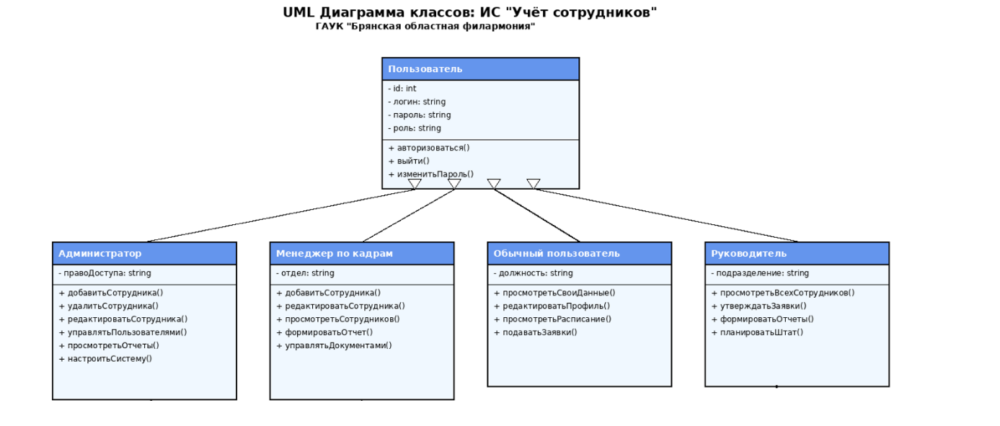 UML Диаграмма классов: ИС "Учёт сотрудников"
ГАУК "Брянская областная филармония"
Пользователь
- id: int
- логин: string
- пароль: string
- роль: string
+ авторизоваться()
+ выйти()
+ изменитьПароль()
Администратор
- правоДоступа: string
+ добавитьСотрудника()
+ удалитьСотрудника()
+ редактироватьСотрудника()
+ управлятьПользователями()
+ просмотретьОтчеты()
+ настроитьСистему()
Менеджер по кадрам
- отдел: string
+ добавитьСотрудника()
+ редактироватьСотрудника()
+ просмотретьСотрудников()
+ формироватьОтчет()
+ управлятьДокументами()
Обычный пользователь
- должность: string
+ просмотретьСвоиДанные()
+ редактироватьПрофиль()
+ просмотретьРасписание()
+ подаватьЗаявки()
Руководитель
- подразделение: string
+ просмотретьВсехСотрудников()
+ утверждатьЗаявки()
+ формироватьОтчеты()
+ планироватьШтат()